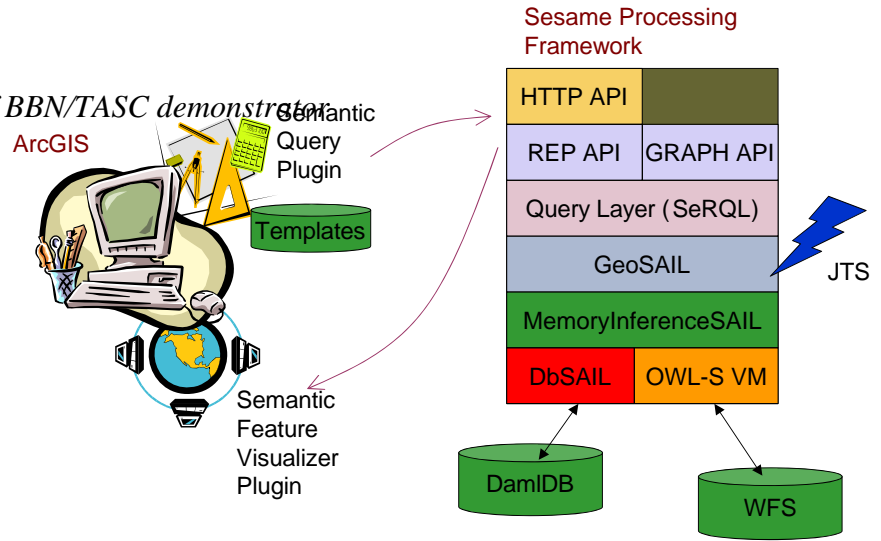 Sesame Processing
Framework
BBN/TASC demonstrator
ArcGIS
Semantic
Query
Plugin
Templates
HTTP API
REP API
GRAPH API
Query Layer (SeRQL)
GeoSAIL
JTS
MemoryInferenceSAIL
DbSAIL
OWL-S VM
Semantic
Feature
Visualizer
Plugin
DamlDB
WFS